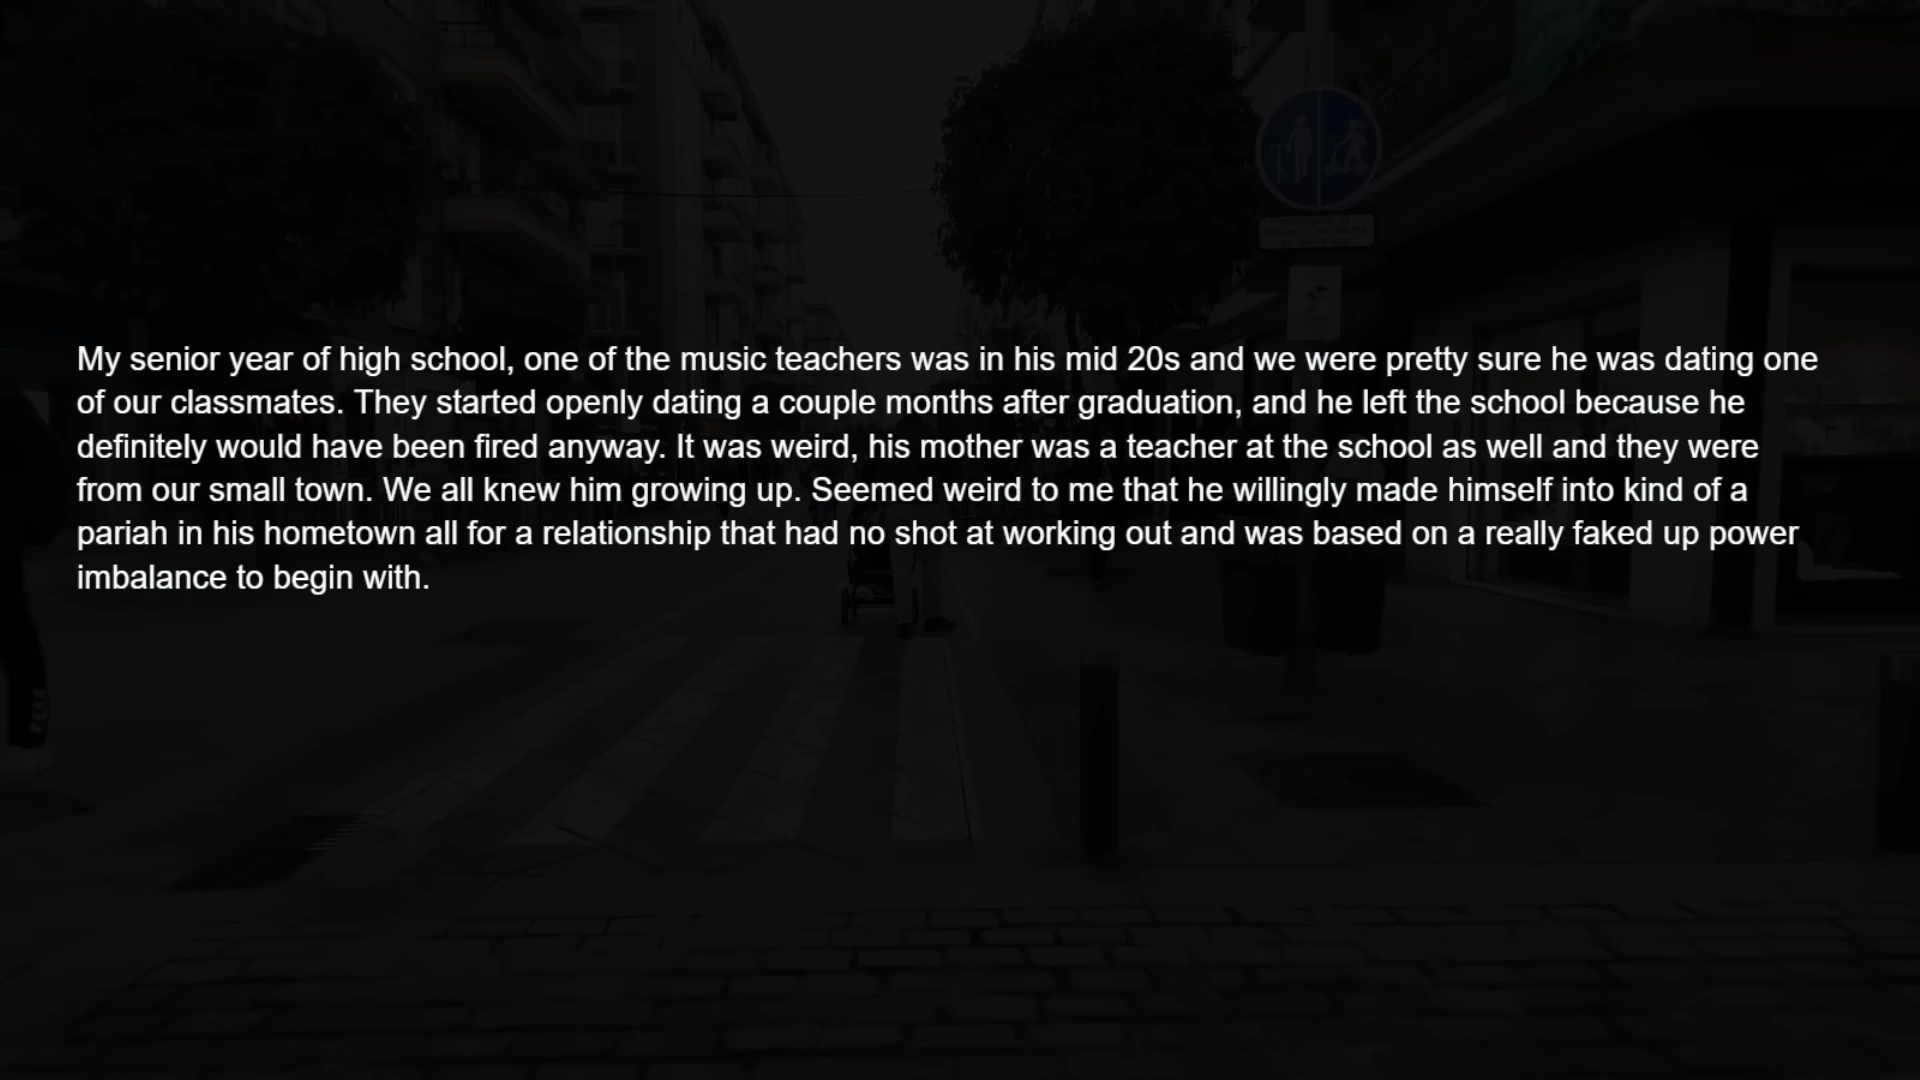 My senior year of high school, one of the music teachers was in his mid 20s and we were pretty sure he was dating one
of our classmates. They started openly dating a couple months after graduation, and he left the school because he
definitely would have been fired anyway. It was weird, his mother was a teacher at the school as well and they were
from our small town. We all knew him growing up. Seemed weird to me that he willingly made himself into kind of a
pariah in his hometown all for a relationship that had no shot at working out and was based on a really faked up power
imbalance to begin with.